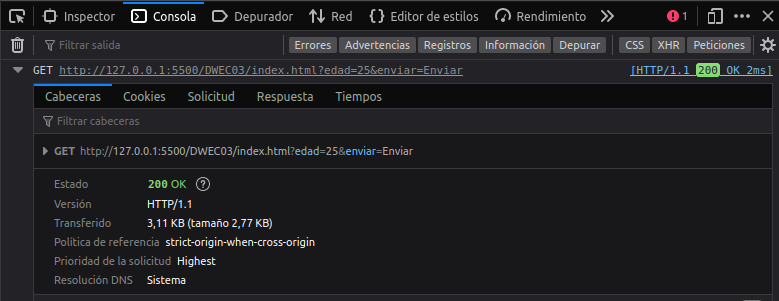 Inspector Consola Depurador Red Editor de estilos Rendimiento 1
Filtrar salida Errores Advertencias Registros Información Depurar CSS XHR Peticiones
GET http://127.0.0.1:5500/DWEC03/index.html?edad=25&enviar=Enviar [HTTP/1.1 200 OK 2ms]
Cabeceras Cookies Solicitud Respuesta Tiempos
Filtrar cabeceras
GET http://127.0.0.1:5500/DWEC03/index.html?edad=25&enviar=Enviar
Estado 200 OK ?
Versión HTTP/1.1
Transferido 3,11 KB (tamaño 2,77 KB)
Política de referencia strict-origin-when-cross-origin
Prioridad de la solicitud Highest
Resolución DNS Sistema